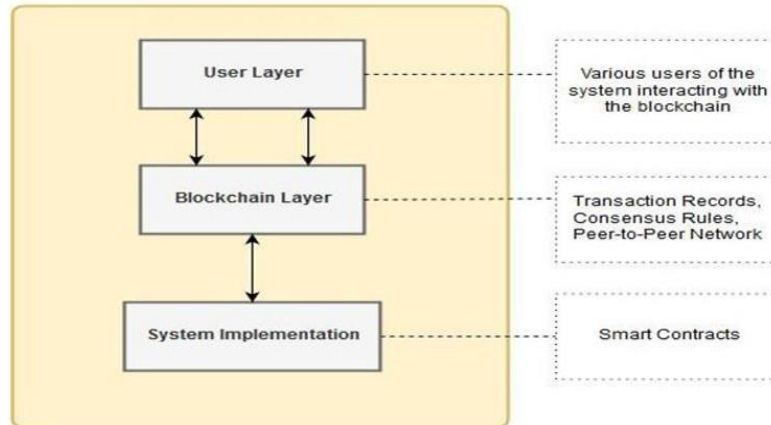 User Layer
Various users of the
system interacting with
the blockchain
Blockchain Layer
Transaction Records,
Consensus Rules,
Peer-to-Peer Network
System Implementation
Smart Contracts